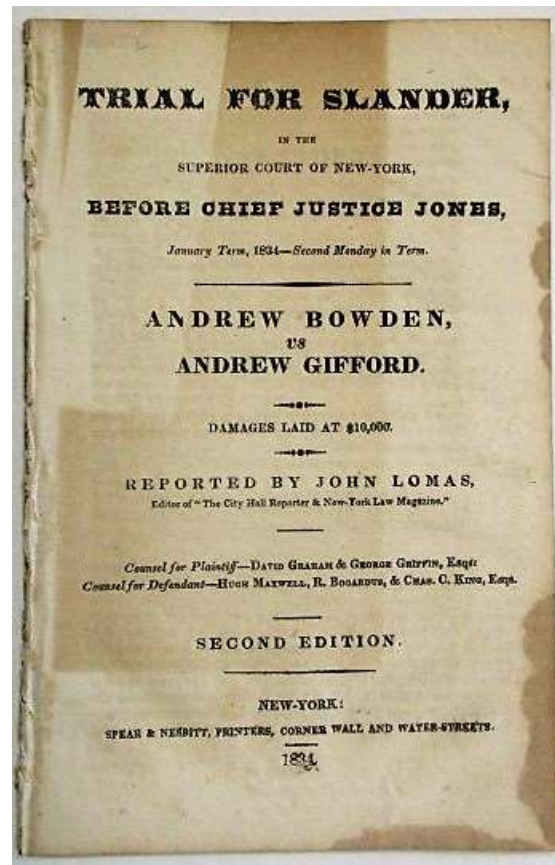 TRIAL FOR SLANDER,
IN THE
SUPERIOR COURT OF NEW-YORK,
BEFORE CHIEF JUSTICE JONES,
January Term, 1834—Second Monday in Term.
ANDREW BOWDEN,
vs
ANDREW GIFFORD.
DAMAGES LAID AT $10,000.
REPORTED BY JOHN LOMAS,
Editor of "The City Hall Reporter & New-York Law Magazine."
Counsel for Plaintiff—DAVID GRAHAM & GEORGE GRIFFIN, Esqs:
Counsel for Defendant—HUGH MAXWELL, R. BOGARDUS, & CHAS. C. KING, Esqs.
SECOND EDITION.
NEW-YORK:
SPEAR & NESBITT, PRINTERS, CORNER WALL AND WATER-STREETS.
1834